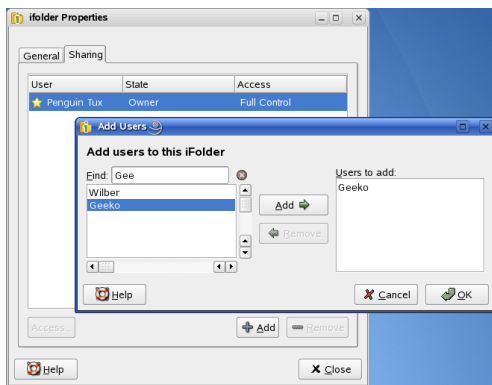 ifolder Properties
General Sharing
User State Access
Penguin Tux Owner Full Control
Add Users
Add users to this iFolder
Find: Gee
Users to add:
Wilber
Geeko
Geeko
Add
Remove
Help
Cancel OK
Access... Add Remove
Help Close